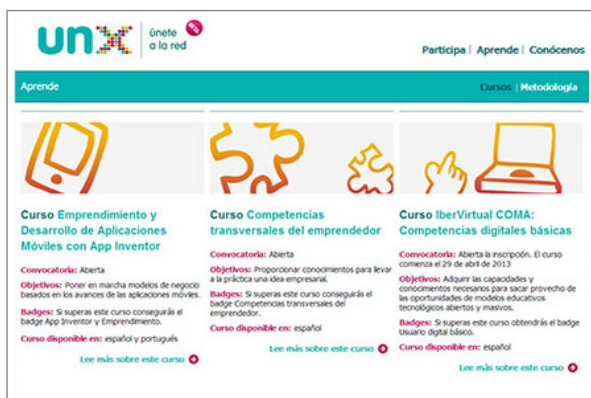 unx
únete
a la red
BETA
Participa | Aprende | Conócenos
Aprende
Cursos | Metodología
Curso Emprendimiento y
Desarrollo de Aplicaciones
Móviles con App Inventor
Convocatoria: Abierta
Objetivos: Poner en marcha modelos de negocio
basados en los avances de las aplicaciones móviles.
Badges: Si superas este curso conseguirás el
badge App Inventor y Emprendimiento.
Curso disponible en: español y portugués
Lee más sobre este curso
Curso Competencias
transversales del emprendedor
Convocatoria: Abierta
Objetivos: Proporcionar conocimientos para llevar
a la práctica una idea empresarial.
Badges: Si superas este curso conseguirás el
badge Competencias transversales del
emprendedor.
Curso disponible en: español
Lee más sobre este curso
Curso IberVirtual COMA:
Competencias digitales básicas
Convocatoria: Abierta la inscripción. El curso
comienza el 29 de abril de 2013
Objetivos: Adquirir las capacidades y
conocimientos necesarios para sacar provecho de
las oportunidades de modelos educativos
tecnológicos abiertos y masivos.
Badges: Si superas este curso obtendrás el badge
Usuario digital básico.
Curso disponible en: español
Lee más sobre este curso